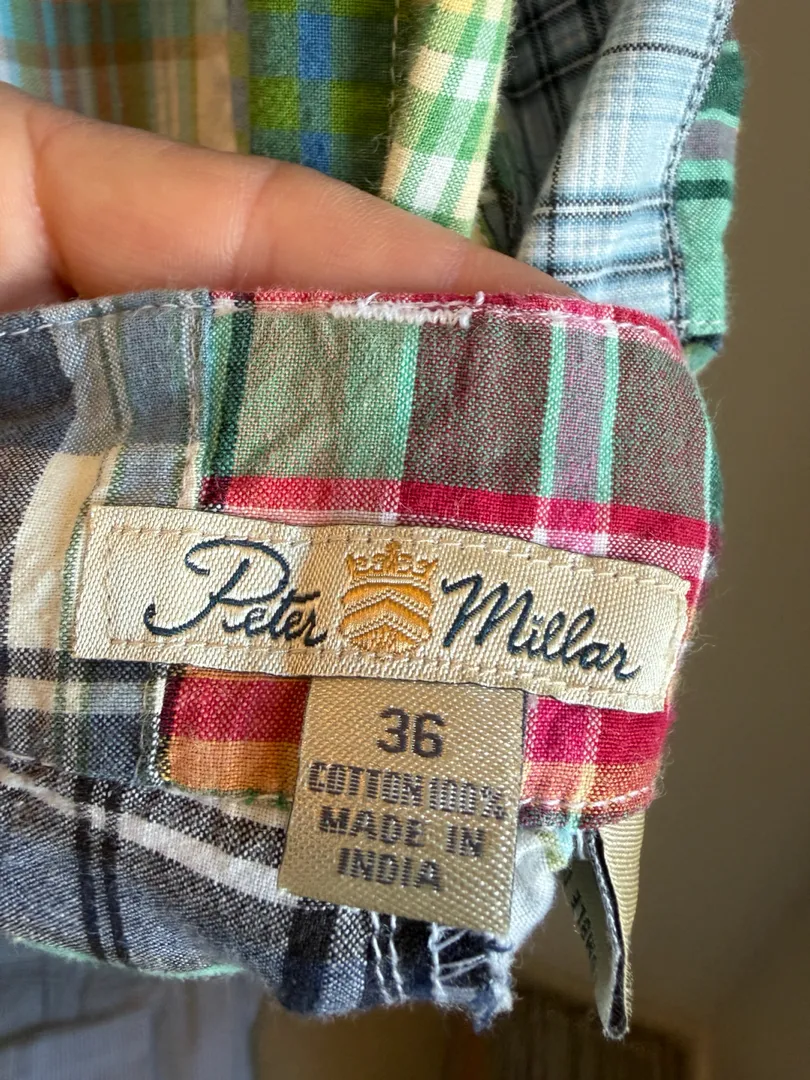 Peter Millar
36
COTTON 100%
MADE IN
INDIA